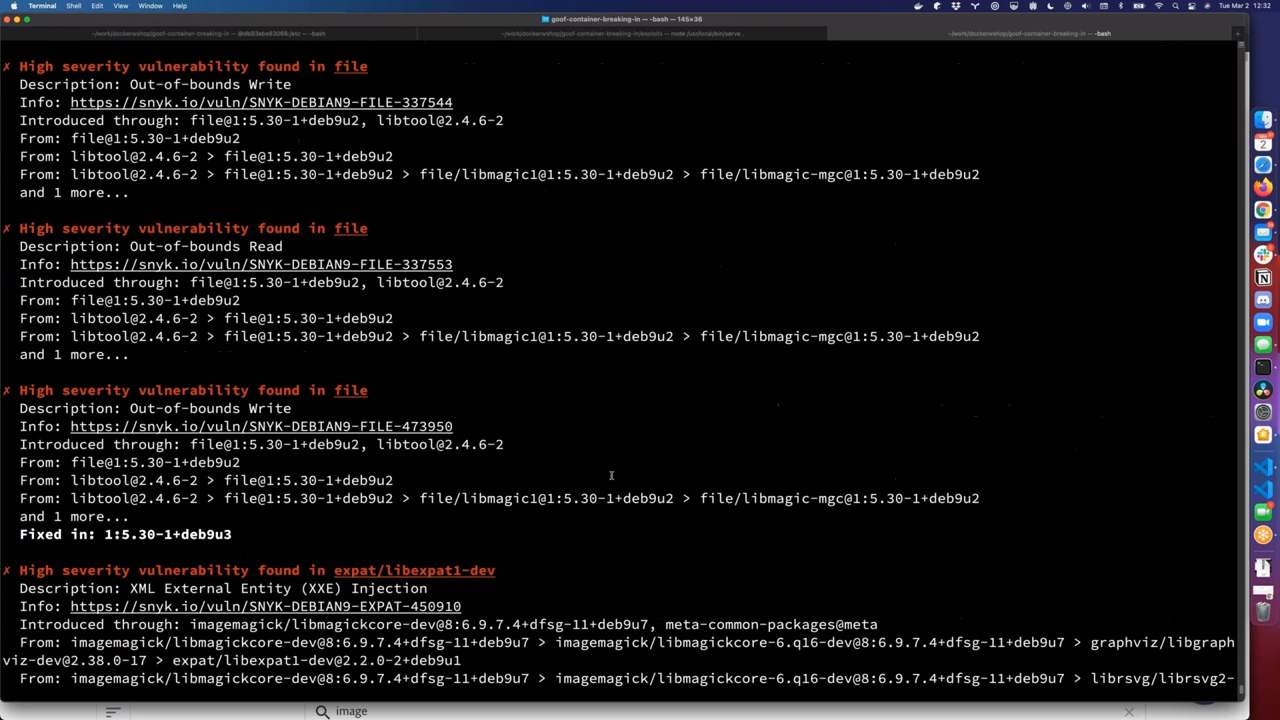 Terminal Shell Edit View Window Help Tue Mar 2 12:32
goof-container-breaking-in — -bash — 145×36
~/work/dockerwshop/goof-container-breaking-in — -bash
✗ High severity vulnerability found in file
Description: Out-of-bounds Write
Info: https://snyk.io/vuln/SNYK-DEBIAN9-FILE-337544
Introduced through: file@1:5.30-1+deb9u2, libtool@2.4.6-2
From: file@1:5.30-1+deb9u2
From: libtool@2.4.6-2 > file@1:5.30-1+deb9u2
From: libtool@2.4.6-2 > file@1:5.30-1+deb9u2 > file/libmagic1@1:5.30-1+deb9u2 > file/libmagic-mgc@1:5.30-1+deb9u2
and 1 more...
✗ High severity vulnerability found in file
Description: Out-of-bounds Read
Info: https://snyk.io/vuln/SNYK-DEBIAN9-FILE-337553
Introduced through: file@1:5.30-1+deb9u2, libtool@2.4.6-2
From: file@1:5.30-1+deb9u2
From: libtool@2.4.6-2 > file@1:5.30-1+deb9u2
From: libtool@2.4.6-2 > file@1:5.30-1+deb9u2 > file/libmagic1@1:5.30-1+deb9u2 > file/libmagic-mgc@1:5.30-1+deb9u2
and 1 more...
✗ High severity vulnerability found in file
Description: Out-of-bounds Write
Info: https://snyk.io/vuln/SNYK-DEBIAN9-FILE-473950
Introduced through: file@1:5.30-1+deb9u2, libtool@2.4.6-2
From: file@1:5.30-1+deb9u2
From: libtool@2.4.6-2 > file@1:5.30-1+deb9u2
From: libtool@2.4.6-2 > file@1:5.30-1+deb9u2 > file/libmagic1@1:5.30-1+deb9u2 > file/libmagic-mgc@1:5.30-1+deb9u2
and 1 more...
Fixed in: 1:5.30-1+deb9u3
✗ High severity vulnerability found in expat/libexpat1-dev
Description: XML External Entity (XXE) Injection
Info: https://snyk.io/vuln/SNYK-DEBIAN9-EXPAT-450910
Introduced through: imagemagick/libmagickcore-dev@8:6.9.7.4+dfsg-11+deb9u7, meta-common-packages@meta
From: imagemagick/libmagickcore-dev@8:6.9.7.4+dfsg-11+deb9u7 > imagemagick/libmagickcore-6.q16-dev@8:6.9.7.4+dfsg-11+deb9u7 > graphviz/libgraph
viz-dev@2.38.0-17 > expat/libexpat1-dev@2.2.0-2+deb9u1
From: imagemagick/libmagickcore-dev@8:6.9.7.4+dfsg-11+deb9u7 > imagemagick/libmagickcore-6.q16-dev@8:6.9.7.4+dfsg-11+deb9u7 > librsvg/librsvg2-
image